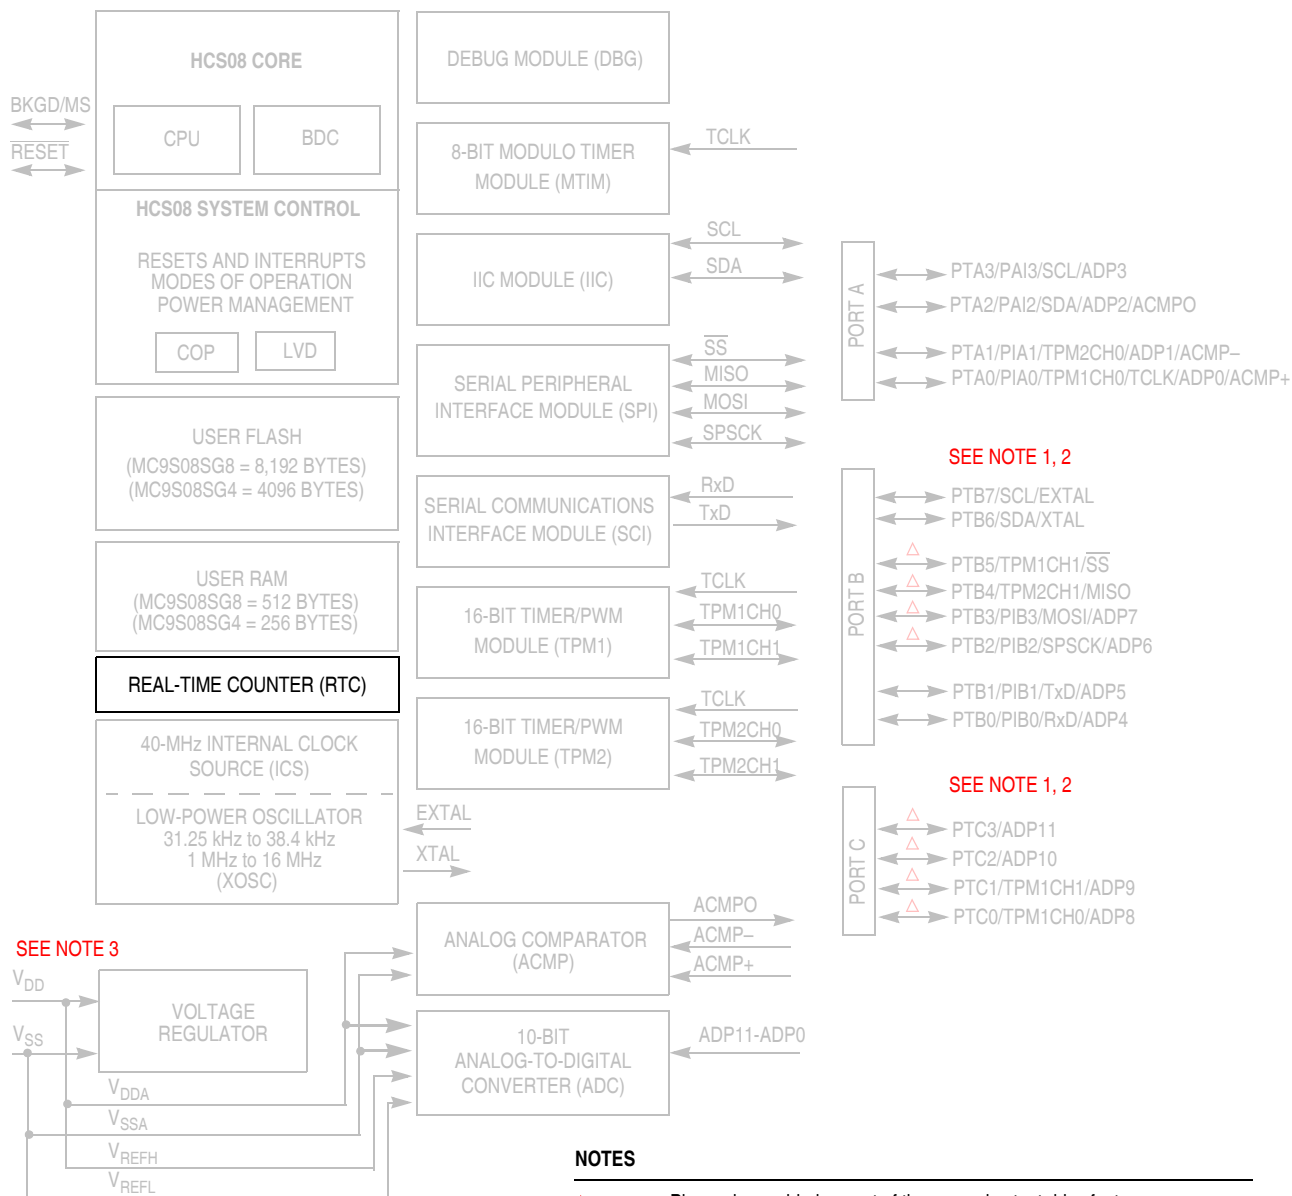 HCS08 CORE
BKGD/MS
RESET
CPU
BDC
HCS08 SYSTEM CONTROL
RESETS AND INTERRUPTS
MODES OF OPERATION
POWER MANAGEMENT
COP
LVD
USER FLASH
(MC9S08SG8 = 8,192 BYTES)
(MC9S08SG4 = 4096 BYTES)
USER RAM
(MC9S08SG8 = 512 BYTES)
(MC9S08SG4 = 256 BYTES)
REAL-TIME COUNTER (RTC)
40-MHz INTERNAL CLOCK
SOURCE (ICS)
LOW-POWER OSCILLATOR
31.25 kHz to 38.4 kHz
1 MHz to 16 MHz
(XOSC)
EXTAL
XTAL
SEE NOTE 3
VDD
VSS
VOLTAGE
REGULATOR
VDDA
VSSA
VREFH
VREFL
DEBUG MODULE (DBG)
8-BIT MODULO TIMER
MODULE (MTIM)
TCLK
IIC MODULE (IIC)
SCL
SDA
SERIAL PERIPHERAL
INTERFACE MODULE (SPI)
SS
MISO
MOSI
SPSCK
SERIAL COMMUNICATIONS
INTERFACE MODULE (SCI)
RxD
TxD
16-BIT TIMER/PWM
MODULE (TPM1)
TCLK
TPM1CH0
TPM1CH1
16-BIT TIMER/PWM
MODULE (TPM2)
TCLK
TPM2CH0
TPM2CH1
ANALOG COMPARATOR
(ACMP)
ACMPO
ACMP–
ACMP+
10-BIT
ANALOG-TO-DIGITAL
CONVERTER (ADC)
ADP11-ADP0
PORT A
PTA3/PAI3/SCL/ADP3
PTA2/PAI2/SDA/ADP2/ACMPO
PTA1/PIA1/TPM2CH0/ADP1/ACMP–
PTA0/PIA0/TPM1CH0/TCLK/ADP0/ACMP+
SEE NOTE 1, 2
PORT B
PTB7/SCL/EXTAL
PTB6/SDA/XTAL
PTB5/TPM1CH1/SS
PTB4/TPM2CH1/MISO
PTB3/PIB3/MOSI/ADP7
PTB2/PIB2/SPSCK/ADP6
PTB1/PIB1/TxD/ADP5
PTB0/PIB0/RxD/ADP4
SEE NOTE 1, 2
PORT C
PTC3/ADP11
PTC2/ADP10
PTC1/TPM1CH1/ADP9
PTC0/TPM1CH0/ADP8
NOTES